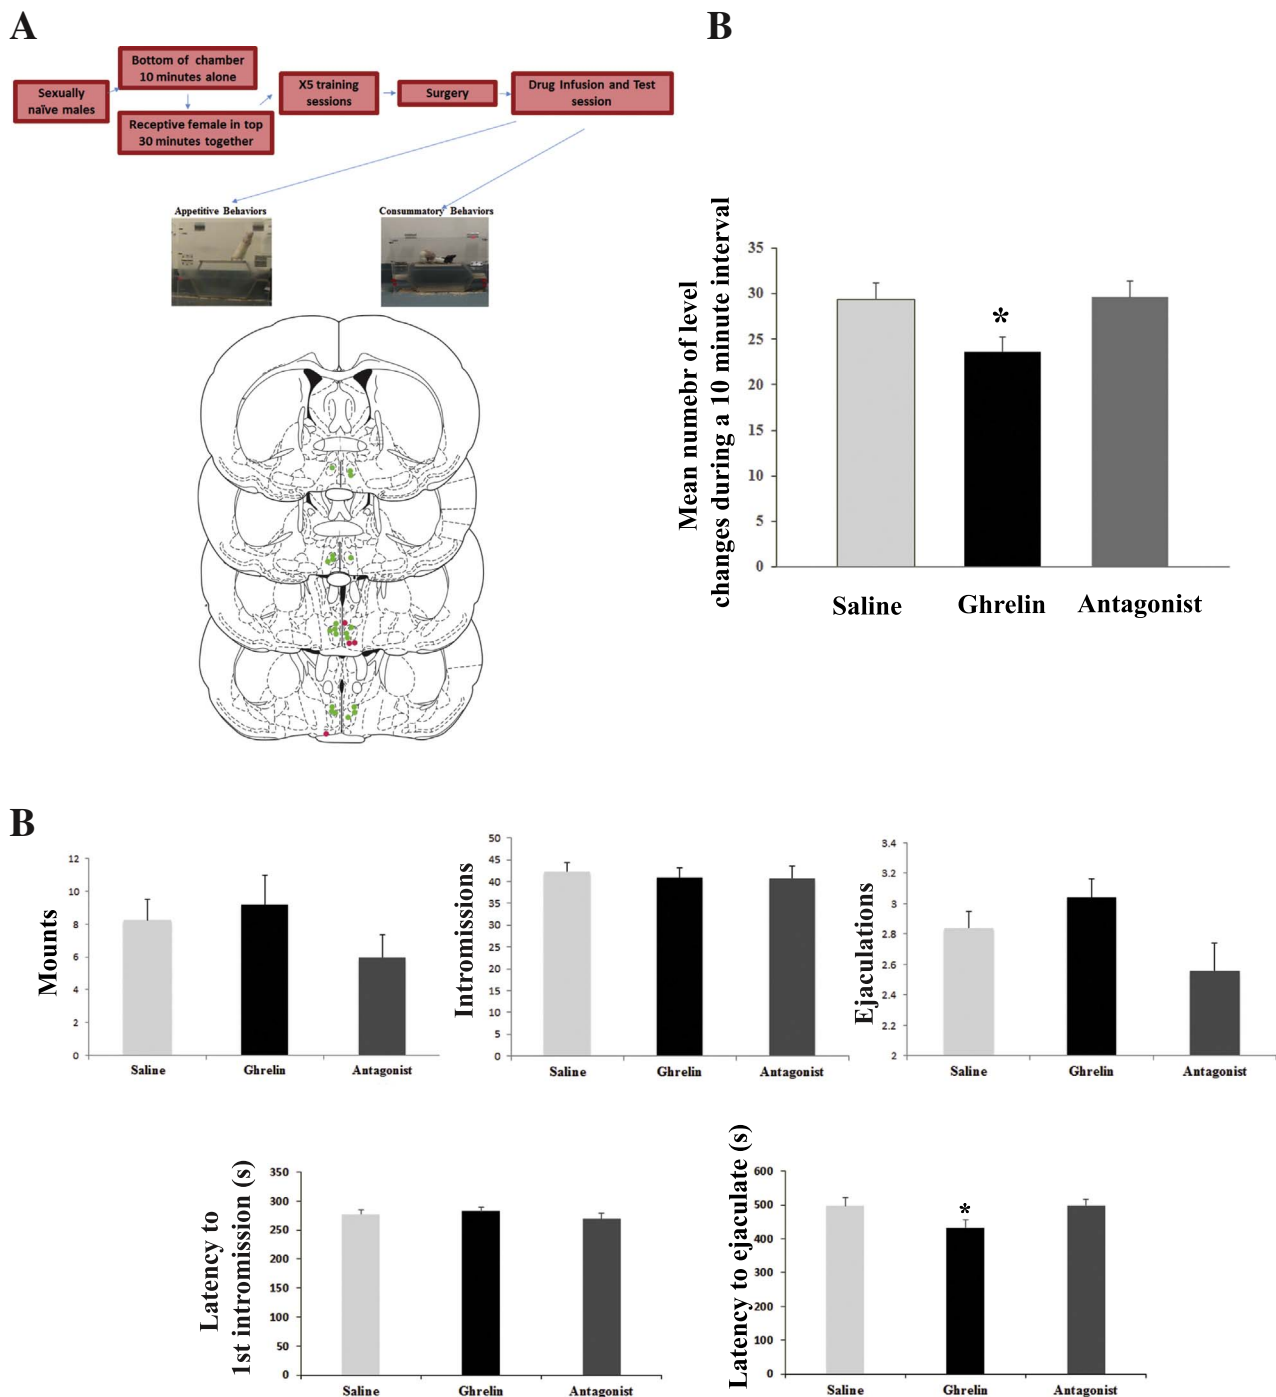 A
B
Bottom of chamber
10 minutes alone
Sexually
naïve males
Receptive female in top
30 minutes together
X5 training
sessions
Surgery
Drug Infusion and Test
session
Appetitive Behaviors
Consummatory Behaviors
Mean numebr of level
changes during a 10 minute interval
35
30
25
20
15
10
5
0
*
Saline
Ghrelin
Antagonist
B
Mounts
12
10
8
6
4
2
0
Saline
Ghrelin
Antagonist
Intromissions
50
45
40
35
30
25
20
15
10
5
0
Saline
Ghrelin
Antagonist
Ejaculations
3.4
3.2
3
2.8
2.6
2.4
2.2
2
Saline
Ghrelin
Antagonist
Latency to
1st intromission (s)
350
300
250
200
150
100
50
0
Saline
Ghrelin
Antagonist
Latency to ejaculate (s)
600
500
400
300
200
100
0
*
Saline
Ghrelin
Antagonist